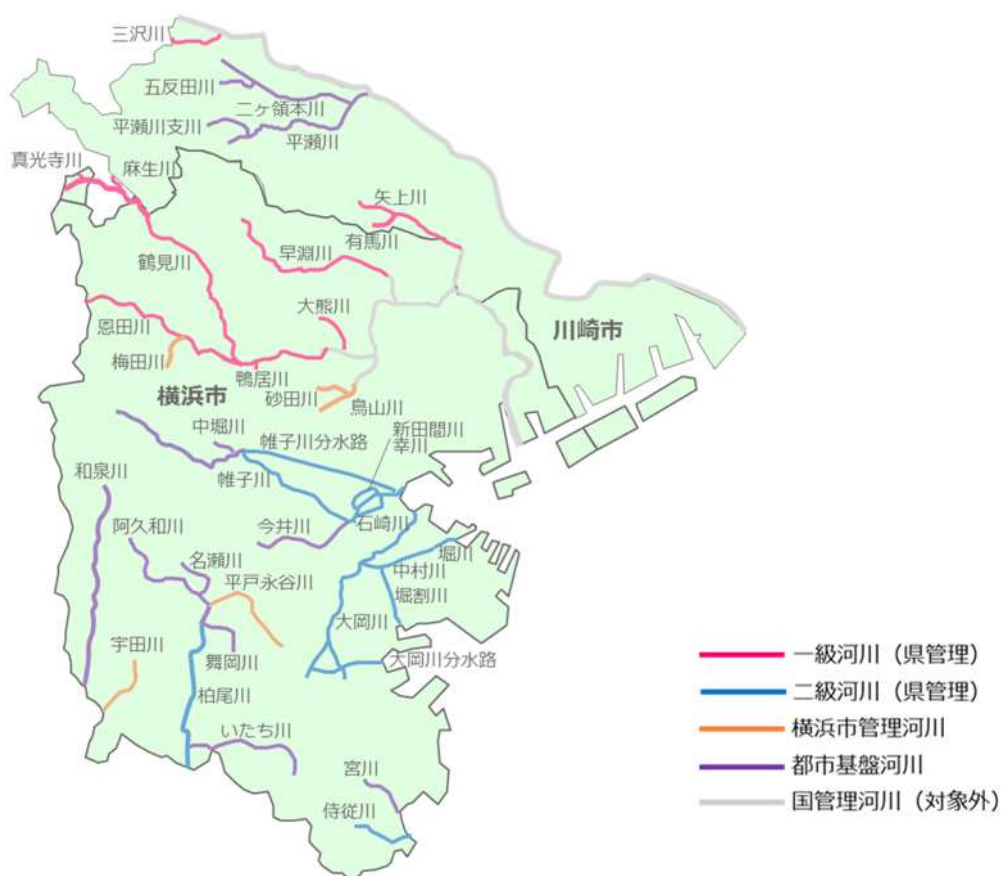 三沢川
五反田川
二ヶ領本川
平瀬川支川
平瀬川
真光寺川
麻生川
矢上川
有馬川
早淵川
鶴見川
大熊川
恩田川
川崎市
梅田川
鴨居川
横浜市
砂田川
鳥山川
新田間川
幸川
中堀川
帷子川分水路
帷子川
和泉川
石崎川
今井川
阿久和川
堀川
名瀬川
中村川
平戸永谷川
堀割川
大岡川
宇田川
舞岡川
大岡川分水路
柏尾川
いたち川
宮川
侍従川
一級河川（県管理）
二級河川（県管理）
横浜市管理河川
都市基盤河川
国管理河川（対象外）